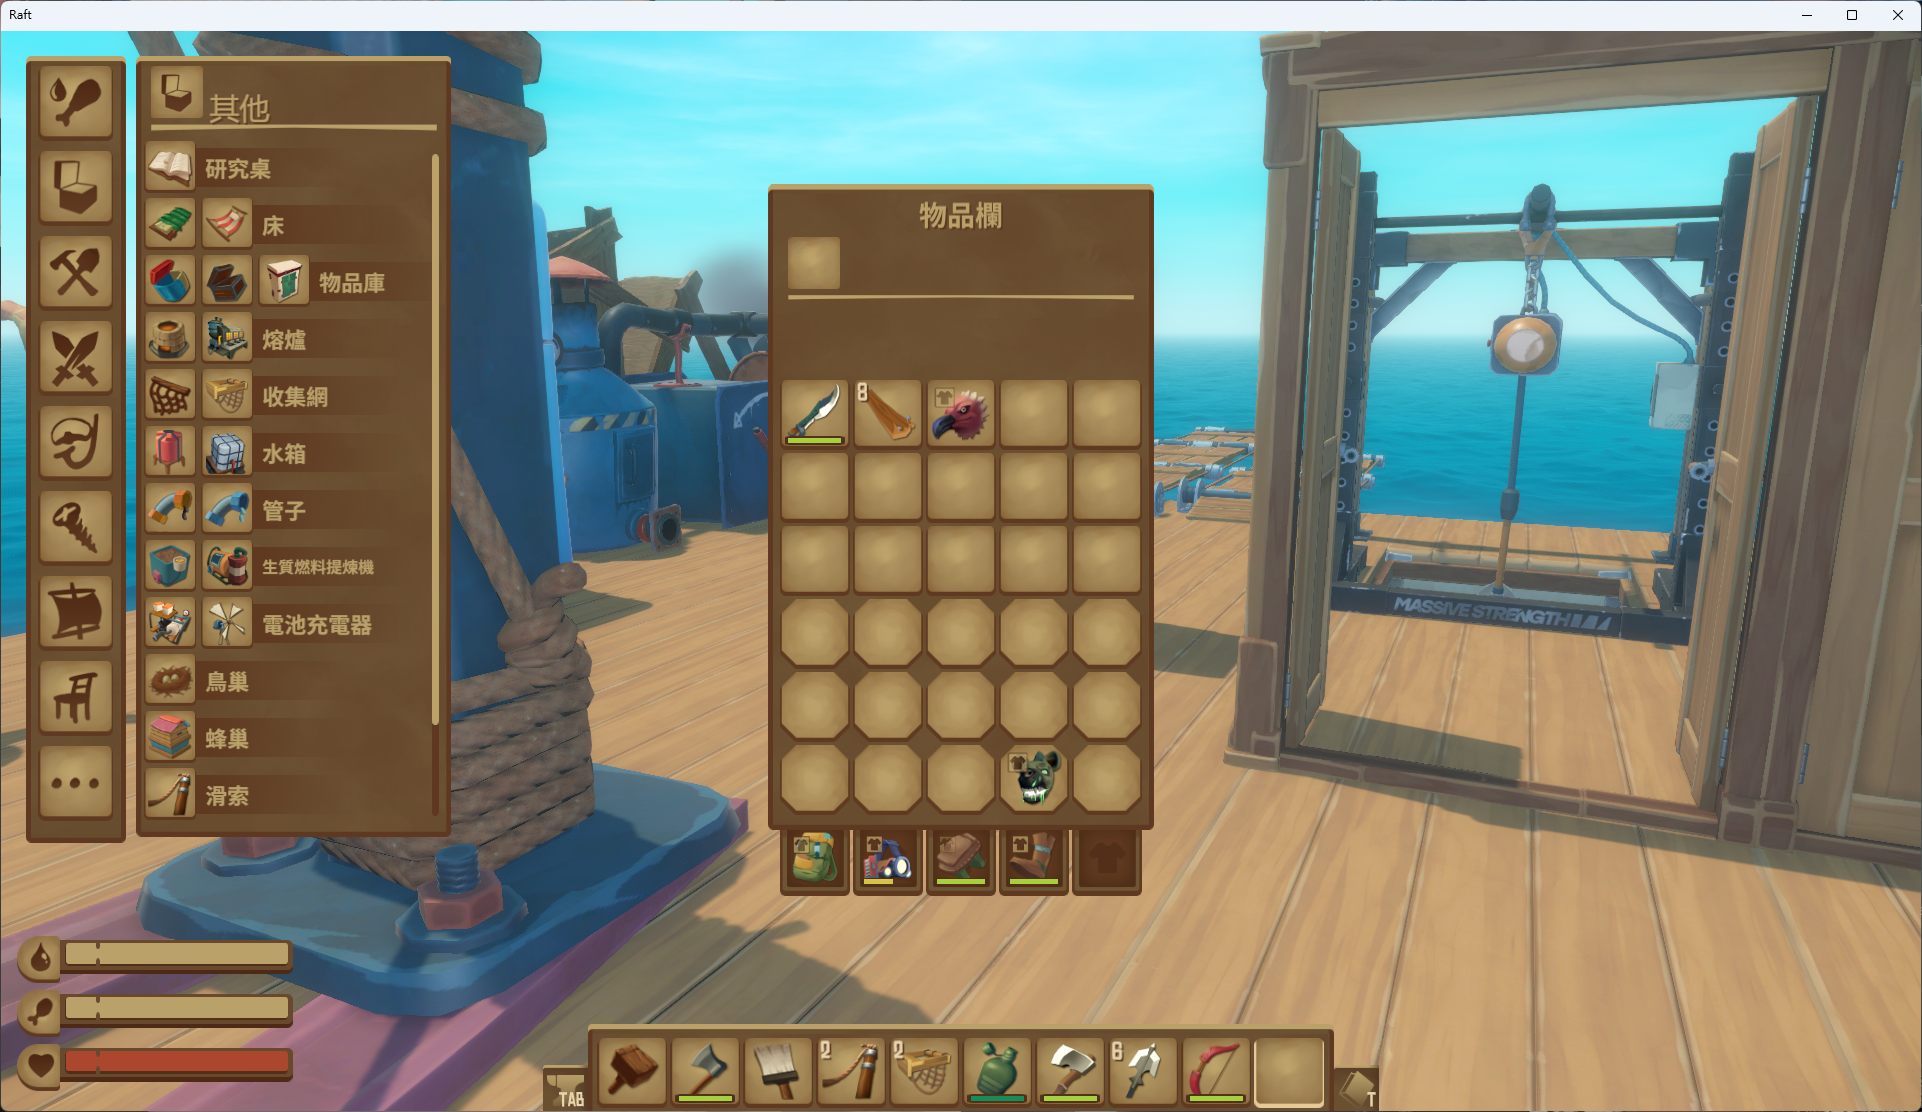 Raft
其他
研究桌
床
物品庫
熔爐
收集網
水箱
管子
生質燃料提煉機
電池充電器
鳥巢
蜂巢
滑索
物品欄
8
MASSIVE STRENGTH
TAB
2
2
6
T